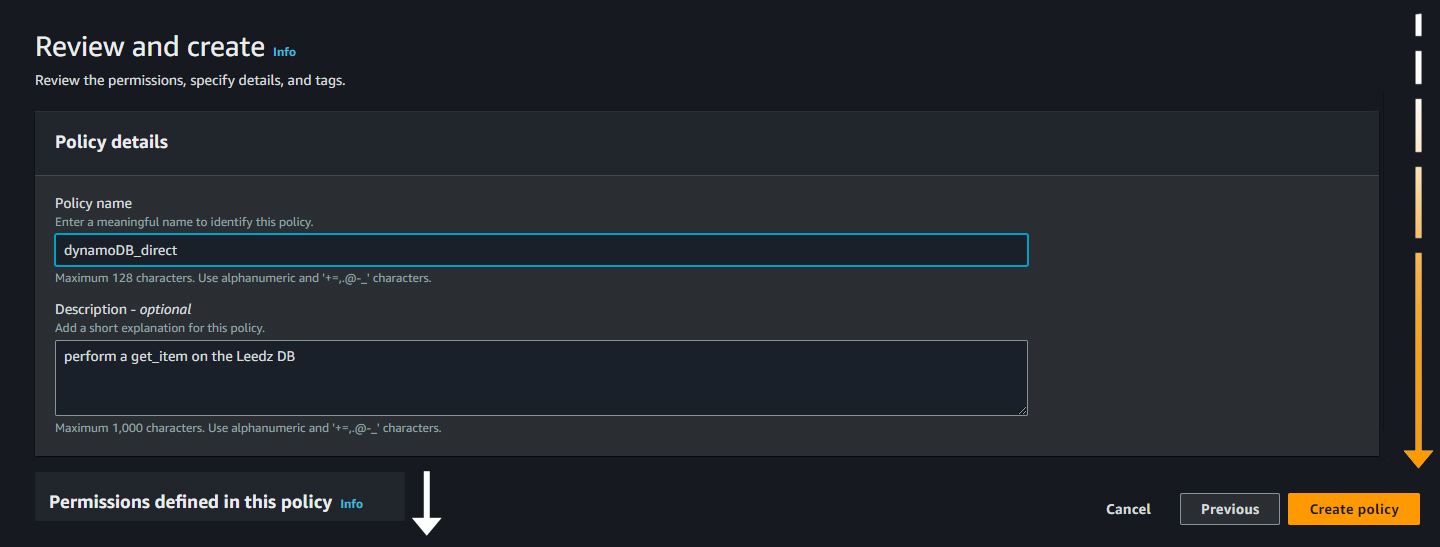 Review and create Info
Review the permissions, specify details, and tags.
Policy details
Policy name
Enter a meaningful name to identify this policy.
dynamoDB_direct
Maximum 128 characters. Use alphanumeric and '+=,.@-_' characters.
Description - optional
Add a short explanation for this policy.
perform a get_item on the Leedz DB
Maximum 1,000 characters. Use alphanumeric and '+=,.@-_' characters.
Permissions defined in this policy Info
Cancel Previous Create policy